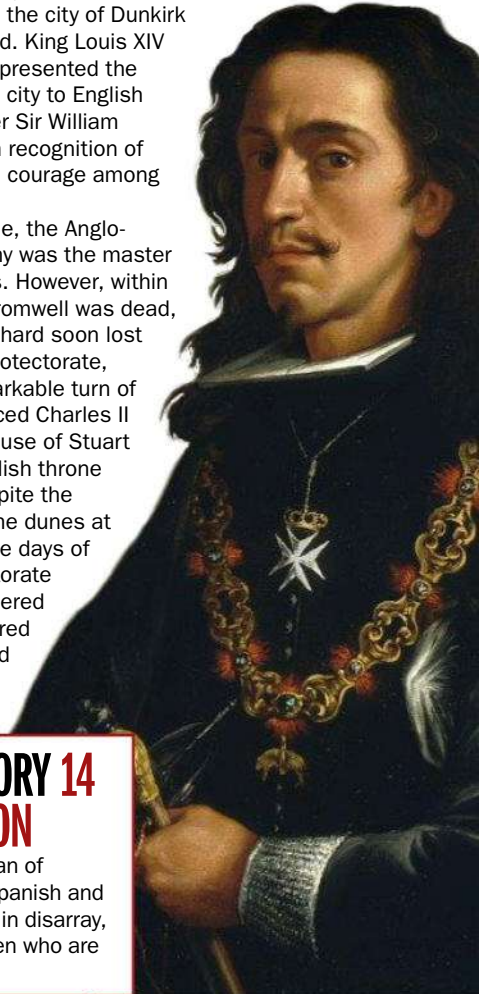 the city of Dunkirk
d. King Louis XIV
presented the
city to English
er Sir William
n recognition of
courage among
e, the Anglo-
ny was the master
s. However, within
romwell was dead,
hard soon lost
otectorate,
arkable turn of
ced Charles II
use of Stuart
lish throne
pite the
he dunes at
e days of
orate
ered
red
d
ORY 14
ON
an of
panish and
in disarray,
en who are